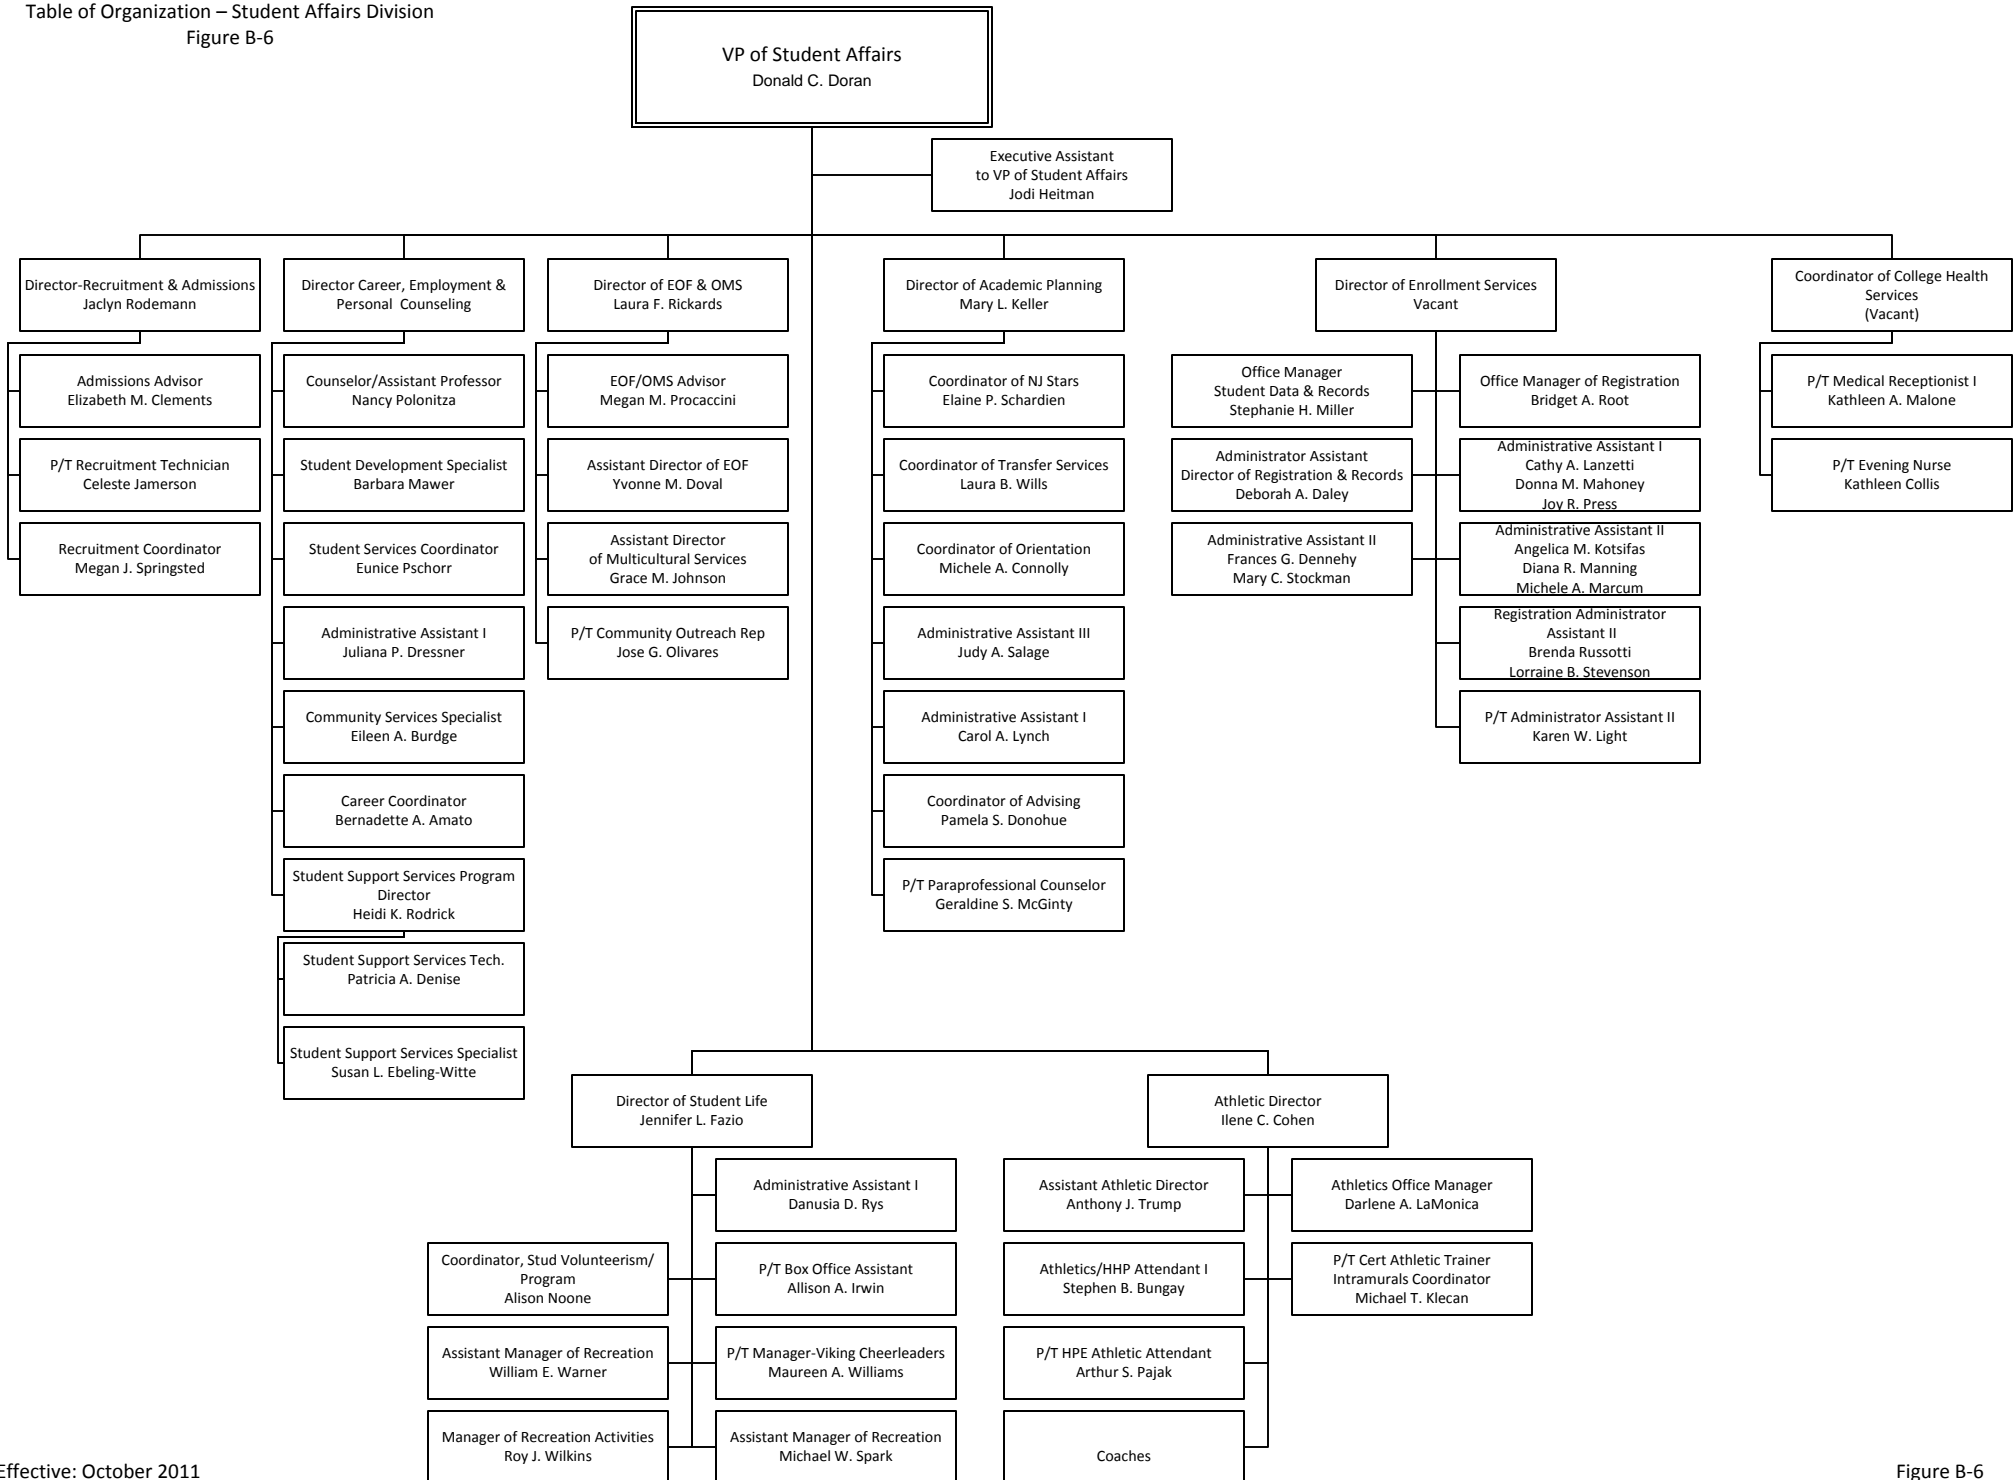 Table of Organization – Student Affairs Division
Figure B-6
VP of Student Affairs
Donald C. Doran
Executive Assistant
to VP of Student Affairs
Jodi Heitman
Director-Recruitment & Admissions
Jaclyn Rodemann
Admissions Advisor
Elizabeth M. Clements
P/T Recruitment Technician
Celeste Jamerson
Recruitment Coordinator
Megan J. Springsted
Director Career, Employment &
Personal Counseling
Counselor/Assistant Professor
Nancy Polonitza
Student Development Specialist
Barbara Mawer
Student Services Coordinator
Eunice Pschorr
Administrative Assistant I
Juliana P. Dressner
Community Services Specialist
Eileen A. Burdge
Career Coordinator
Bernadette A. Amato
Student Support Services Program
Director
Heidi K. Rodrick
Student Support Services Tech.
Patricia A. Denise
Student Support Services Specialist
Susan L. Ebeling-Witte
Director of EOF & OMS
Laura F. Rickards
EOF/OMS Advisor
Megan M. Procaccini
Assistant Director of EOF
Yvonne M. Doval
Assistant Director
of Multicultural Services
Grace M. Johnson
P/T Community Outreach Rep
Jose G. Olivares
Director of Academic Planning
Mary L. Keller
Coordinator of NJ Stars
Elaine P. Schardien
Coordinator of Transfer Services
Laura B. Wills
Coordinator of Orientation
Michele A. Connolly
Administrative Assistant III
Judy A. Salage
Administrative Assistant I
Carol A. Lynch
Coordinator of Advising
Pamela S. Donohue
P/T Paraprofessional Counselor
Geraldine S. McGinty
Director of Enrollment Services
Vacant
Office Manager
Student Data & Records
Stephanie H. Miller
Administrator Assistant
Director of Registration & Records
Deborah A. Daley
Administrative Assistant II
Frances G. Dennehy
Mary C. Stockman
Office Manager of Registration
Bridget A. Root
Administrative Assistant I
Cathy A. Lanzetti
Donna M. Mahoney
Joy R. Press
Administrative Assistant II
Angelica M. Kotsifas
Diana R. Manning
Michele A. Marcum
Registration Administrator
Assistant II
Brenda Russotti
Lorraine B. Stevenson
P/T Administrator Assistant II
Karen W. Light
Coordinator of College Health
Services
(Vacant)
P/T Medical Receptionist I
Kathleen A. Malone
P/T Evening Nurse
Kathleen Collis
Director of Student Life
Jennifer L. Fazio
Administrative Assistant I
Danusia D. Rys
Coordinator, Stud Volunteerism/
Program
Alison Noone
P/T Box Office Assistant
Allison A. Irwin
Assistant Manager of Recreation
William E. Warner
P/T Manager-Viking Cheerleaders
Maureen A. Williams
Manager of Recreation Activities
Roy J. Wilkins
Assistant Manager of Recreation
Michael W. Spark
Athletic Director
Ilene C. Cohen
Assistant Athletic Director
Anthony J. Trump
Athletics Office Manager
Darlene A. LaMonica
Athletics/HHP Attendant I
Stephen B. Bungay
P/T Cert Athletic Trainer
Intramurals Coordinator
Michael T. Klecan
P/T HPE Athletic Attendant
Arthur S. Pajak
Coaches
Effective: October 2011
Figure B-6